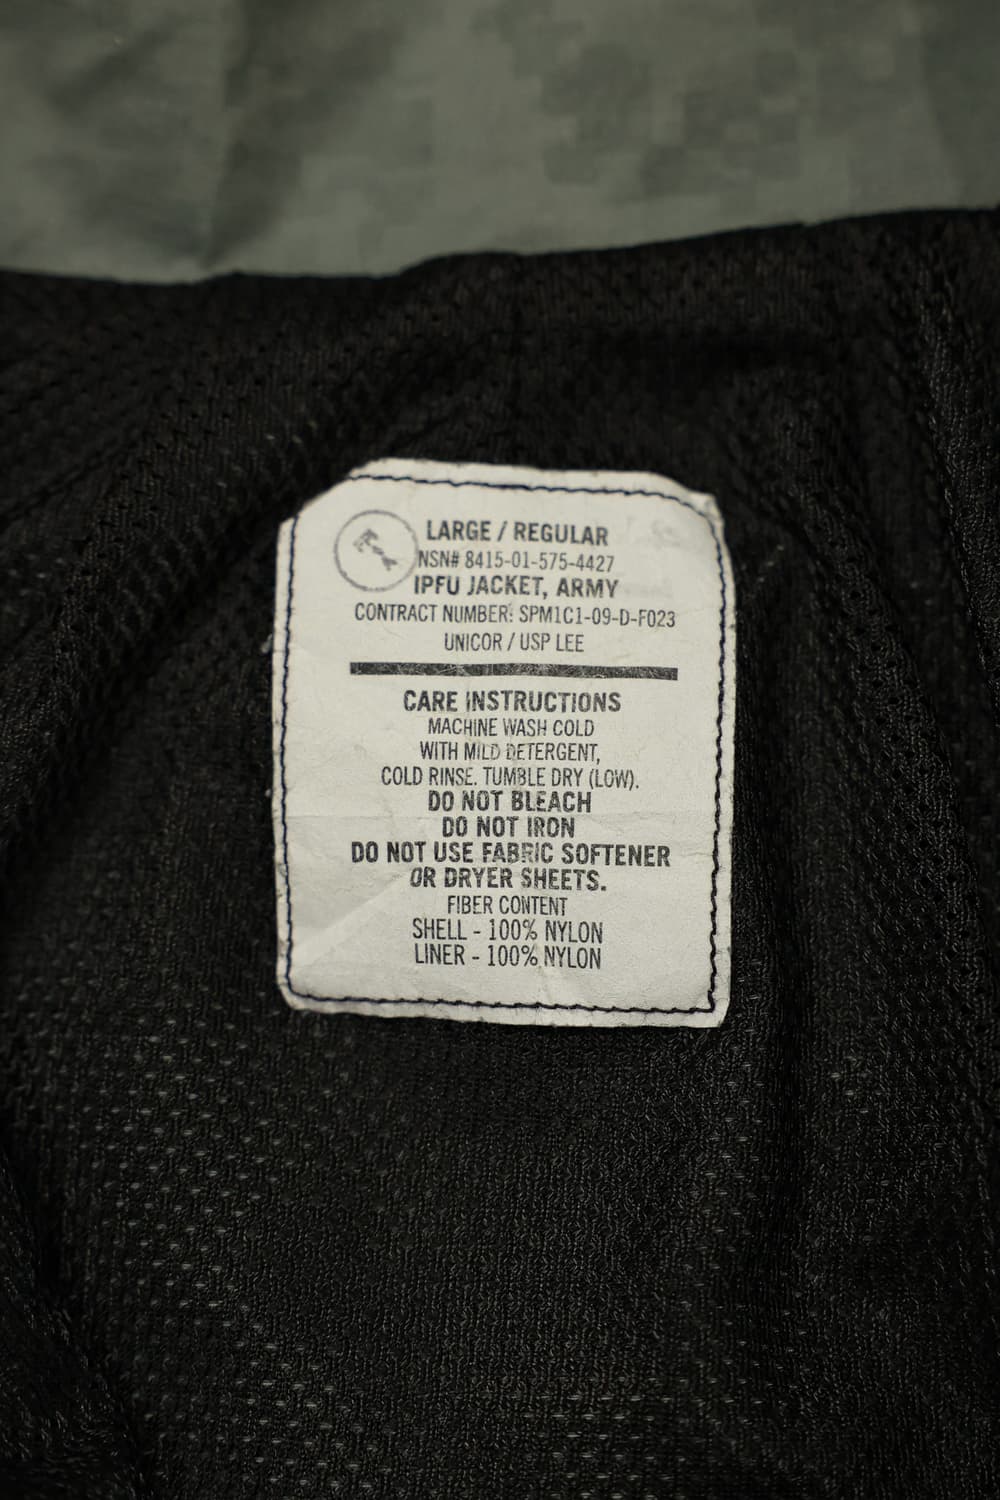 LARGE / REGULAR
NSN# 8415-01-575-4427
IPFU JACKET, ARMY
CONTRACT NUMBER: SPM1C1-09-D-F023
UNICOR / USP LEE
CARE INSTRUCTIONS
MACHINE WASH COLD
WITH MILD DETERGENT,
COLD RINSE. TUMBLE DRY (LOW).
DO NOT BLEACH
DO NOT IRON
DO NOT USE FABRIC SOFTENER
OR DRYER SHEETS.
FIBER CONTENT
SHELL - 100% NYLON
LINER - 100% NYLON